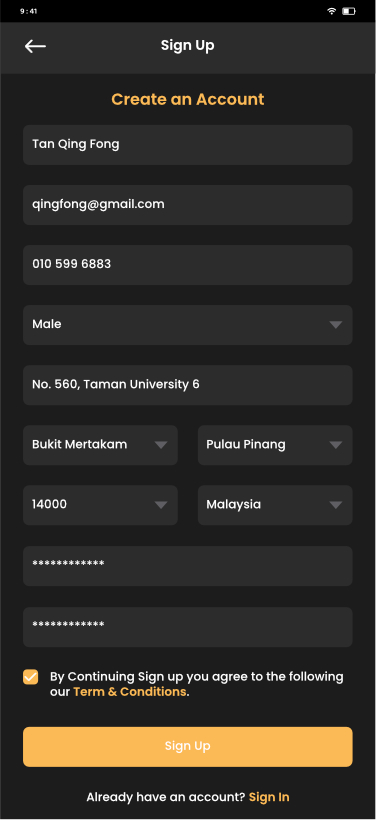 9:41
Sign Up
Create an Account
Tan Qing Fong
qingfong@gmail.com
010 599 6883
Male
No. 560, Taman University 6
Bukit Mertakam
Pulau Pinang
14000
Malaysia
************
************
By Continuing Sign up you agree to the following
our Term & Conditions.
Sign Up
Already have an account? Sign In